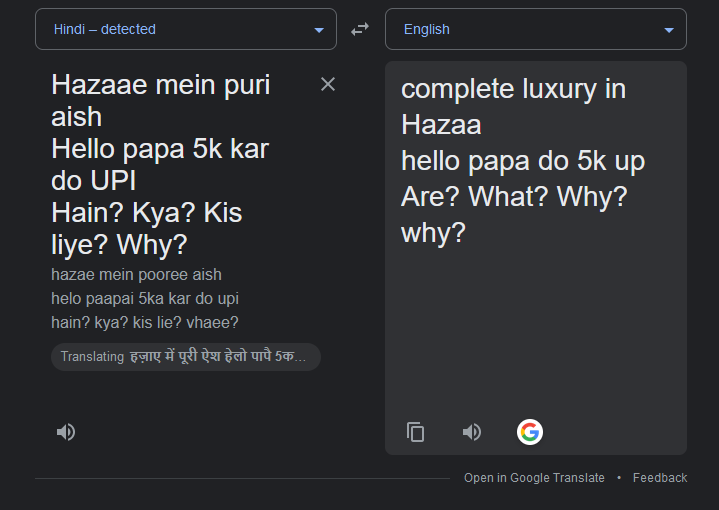 Hindi – detected
English
Hazaae mein puri
aish
Hello papa 5k kar
do UPI
Hain? Kya? Kis
liye? Why?
hazae mein pooree aish
helo paapai 5ka kar do upi
hain? kya? kis lie? vhaee?
Translating हज़ाए में पूरी ऐश हेलो पापै 5क...
complete luxury in
Hazaa
hello papa do 5k up
Are? What? Why?
why?
Open in Google Translate • Feedback